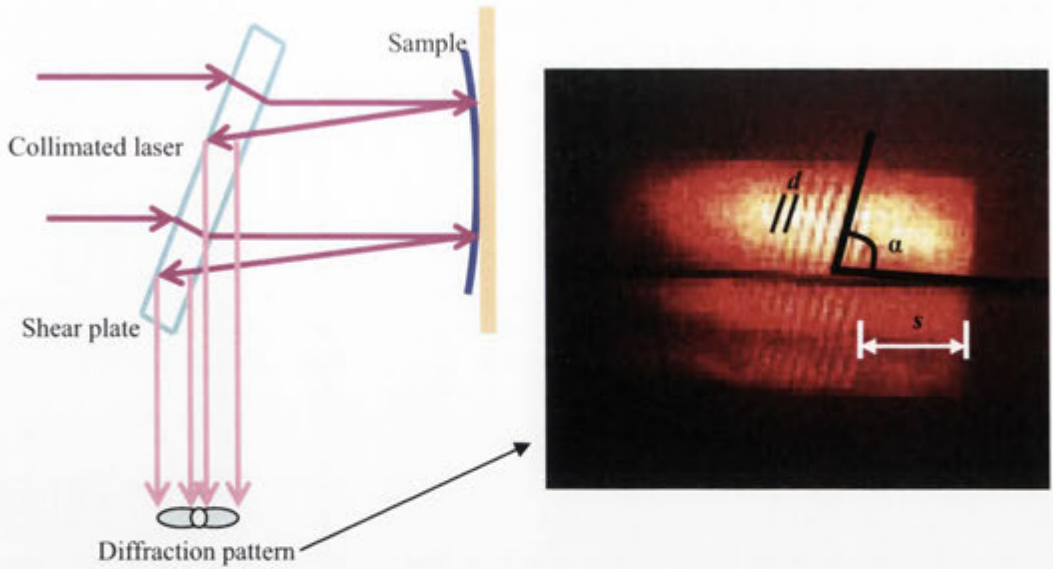 Sample
Collimated laser
Shear plate
Diffraction pattern
d
α
s